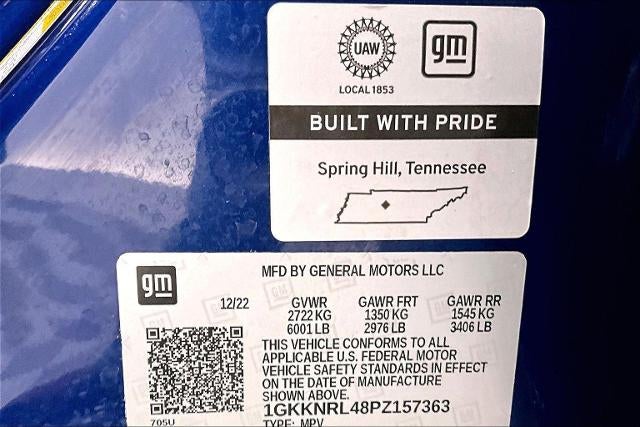 UAW
gm
LOCAL 1853
BUILT WITH PRIDE
Spring Hill, Tennessee
gm
MFD BY GENERAL MOTORS LLC
12/22 GVWR GAWR FRT GAWR RR
2722 KG 1350 KG 1545 KG
6001 LB 2976 LB 3406 LB
THIS VEHICLE CONFORMS TO ALL
APPLICABLE U.S. FEDERAL MOTOR
VEHICLE SAFETY STANDARDS IN EFFECT
ON THE DATE OF MANUFACTURE
SHOWN ABOVE.
1GKKNRL48PZ157363
705U
TYPE: MPV